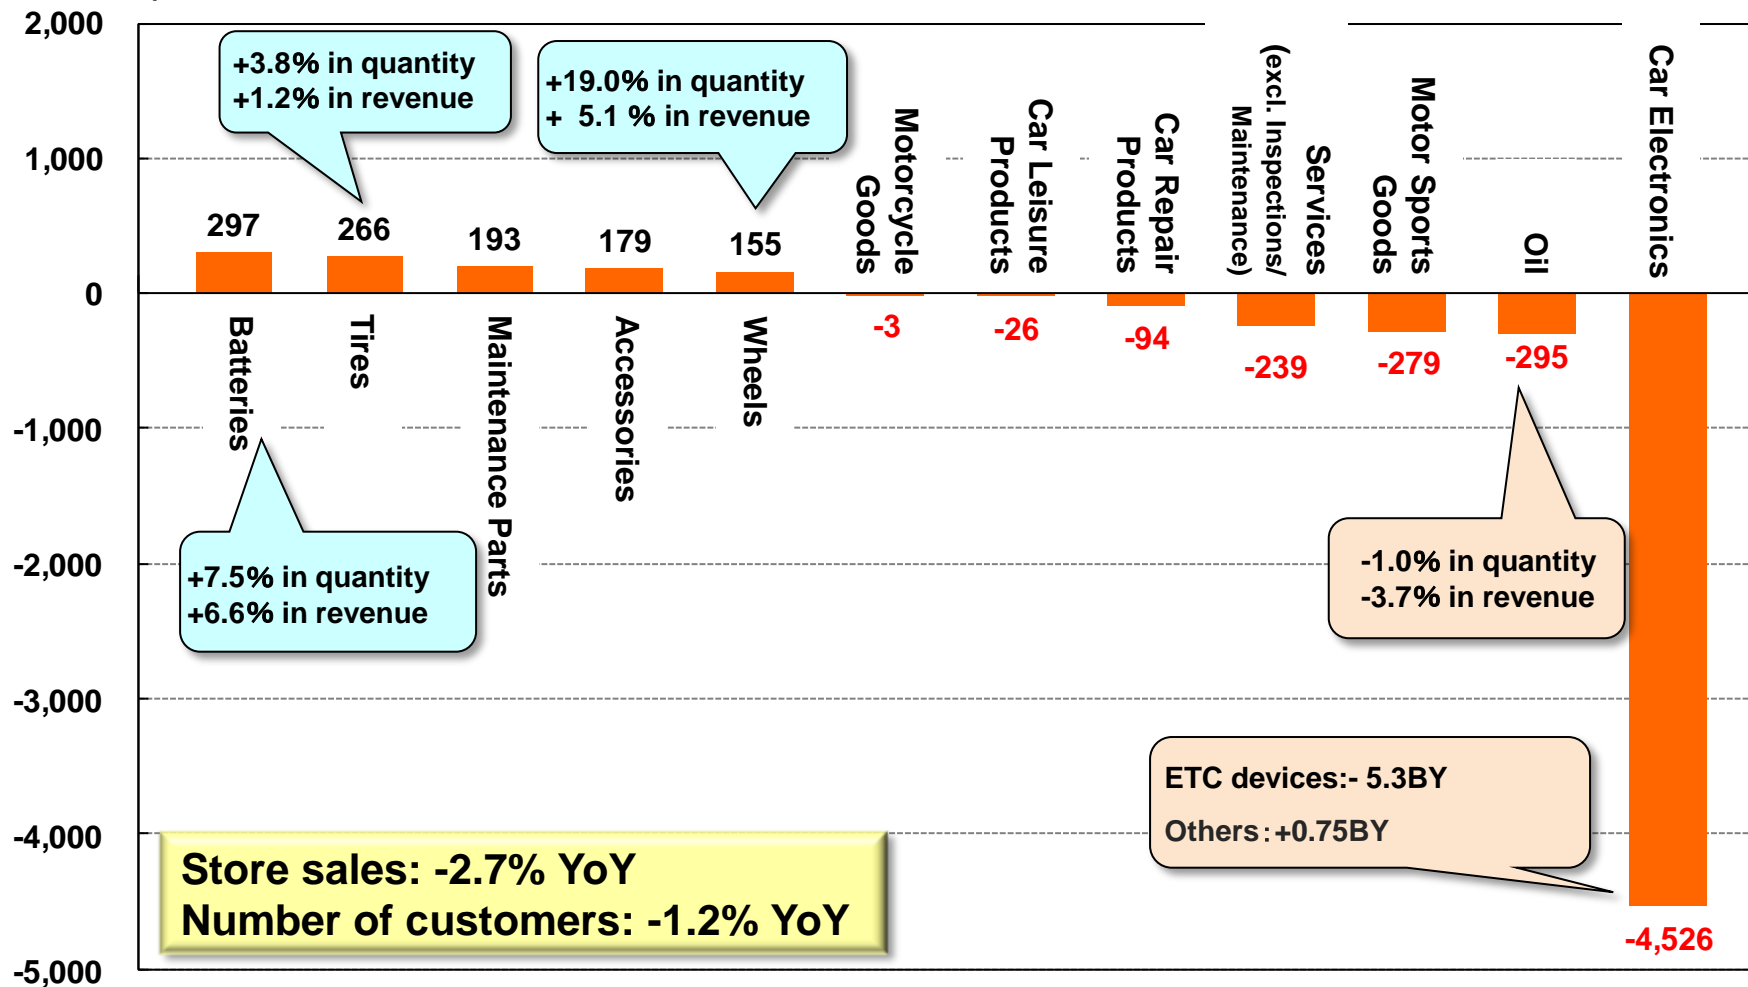 2,000
1,000
0
-1,000
-2,000
-3,000
-4,000
-5,000
+3.8% in quantity
+1.2% in revenue
+19.0% in quantity
+ 5.1 % in revenue
297
266
193
179
155
Batteries
Tires
Maintenance Parts
Accessories
Wheels
Motorcycle
Goods
Car Leisure
Products
Car Repair
Products
Services
(excl. Inspections/
Maintenance)
Motor Sports
Goods
Oil
Car Electronics
-3
-26
-94
-239
-279
-295
-4,526
+7.5% in quantity
+6.6% in revenue
-1.0% in quantity
-3.7% in revenue
ETC devices:- 5.3BY
Others:+0.75BY
Store sales: -2.7% YoY
Number of customers: -1.2% YoY